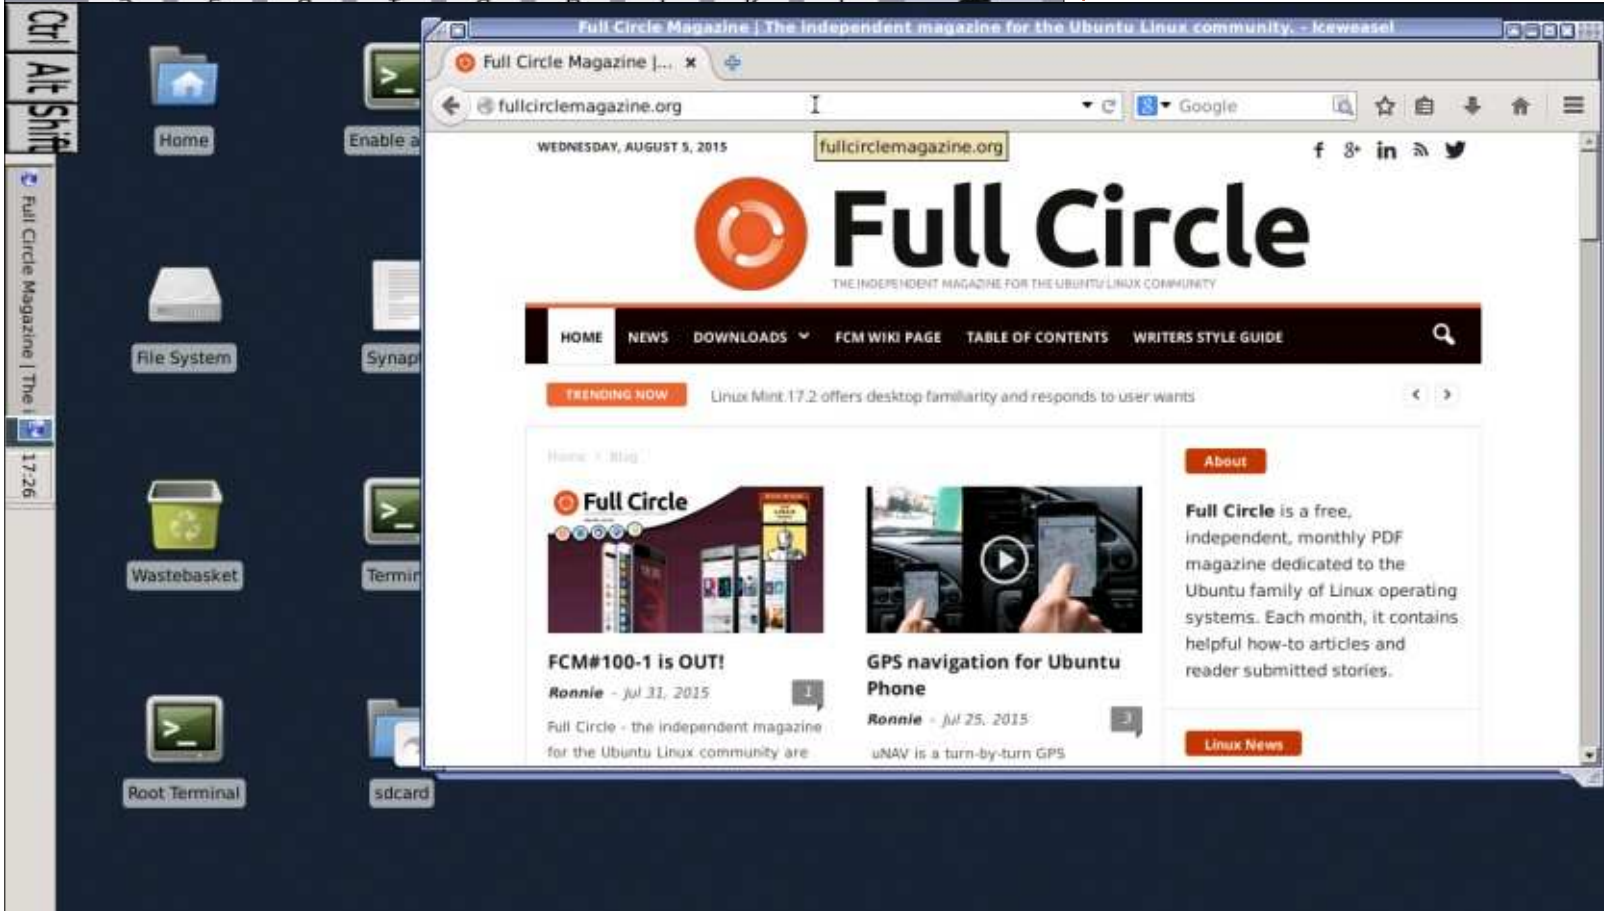 Ctrl
Alt
Shift
Full Circle Magazine | The i
17:26
Home
Enable a
File System
Synap
Wastebasket
Termin
Root Terminal
sdcard
Full Circle Magazine | The independent magazine for the Ubuntu Linux community. - Iceweasel
Full Circle Magazine |...
fullcirclemagazine.org
Google
fullcirclemagazine.org
WEDNESDAY, AUGUST 5, 2015
Full Circle
THE INDEPENDENT MAGAZINE FOR THE UBUNTU LINUX COMMUNITY
HOME NEWS DOWNLOADS FCM WIKI PAGE TABLE OF CONTENTS WRITERS STYLE GUIDE
TRENDING NOW Linux Mint 17.2 offers desktop familiarity and responds to user wants
Home Blog
Full Circle
FCM#100-1 is OUT!
Ronnie - Jul 31, 2015 1
Full Circle - the independent magazine
for the Ubuntu Linux community are
GPS navigation for Ubuntu
Phone
Ronnie - Jul 25, 2015 3
uNAV is a turn-by-turn GPS
About
Full Circle is a free,
independent, monthly PDF
magazine dedicated to the
Ubuntu family of Linux operating
systems. Each month, it contains
helpful how-to articles and
reader submitted stories.
Linux News